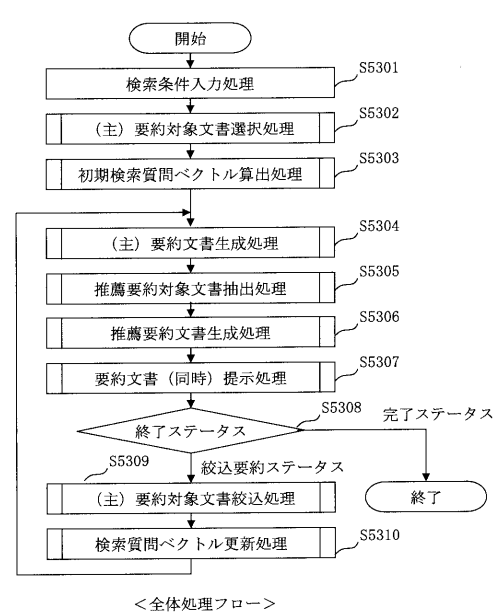 開始
S5301
検索条件入力処理
S5302
（主）要約対象文書選択処理
S5303
初期検索質問ベクトル算出処理
S5304
（主）要約文書生成処理
S5305
推薦要約対象文書抽出処理
S5306
推薦要約文書生成処理
S5307
要約文書（同時）提示処理
S5308
終了ステータス
完了ステータス
S5309
絞込要約ステータス
（主）要約対象文書絞込処理
終了
S5310
検索質問ベクトル更新処理
＜全体処理フロー＞